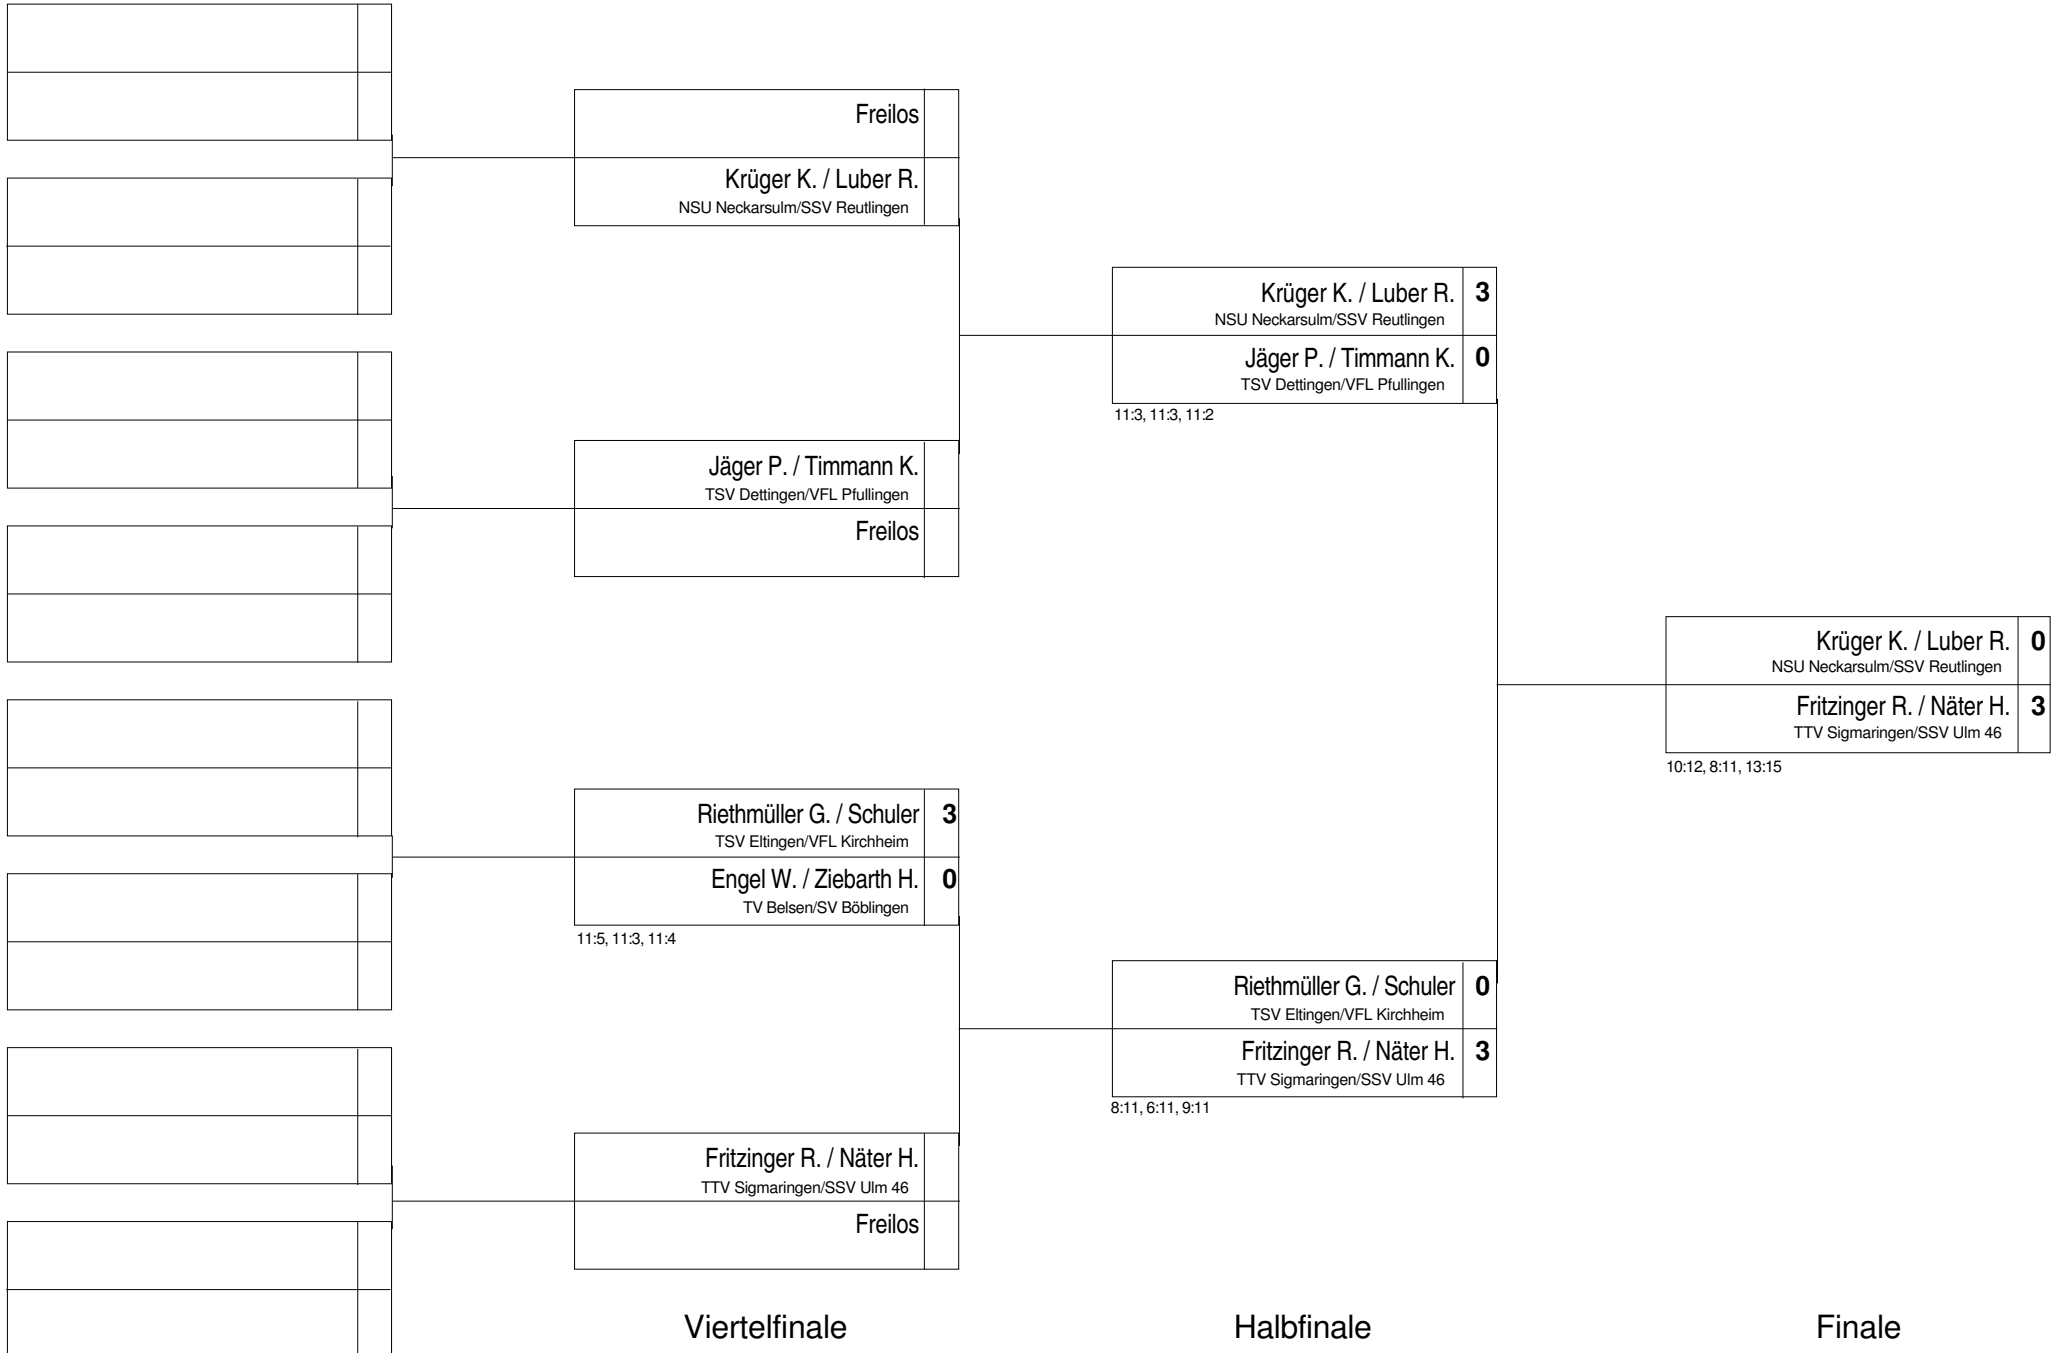 Freilos
Krüger K. / Luber R.
NSU Neckarsulm/SSV Reutlingen
Jäger P. / Timmann K.
TSV Dettingen/VFL Pfullingen
Freilos
Riethmüller G. / Schuler 3
TSV Eltingen/VFL Kirchheim
Engel W. / Ziebarth H. 0
TV Belsen/SV Böblingen
11:5, 11:3, 11:4
Fritzinger R. / Näter H.
TTV Sigmaringen/SSV Ulm 46
Freilos
Viertelfinale
Krüger K. / Luber R. 3
NSU Neckarsulm/SSV Reutlingen
Jäger P. / Timmann K. 0
TSV Dettingen/VFL Pfullingen
11:3, 11:3, 11:2
Riethmüller G. / Schuler 0
TSV Eltingen/VFL Kirchheim
Fritzinger R. / Näter H. 3
TTV Sigmaringen/SSV Ulm 46
8:11, 6:11, 9:11
Halbfinale
Krüger K. / Luber R. 0
NSU Neckarsulm/SSV Reutlingen
Fritzinger R. / Näter H. 3
TTV Sigmaringen/SSV Ulm 46
10:12, 8:11, 13:15
Finale